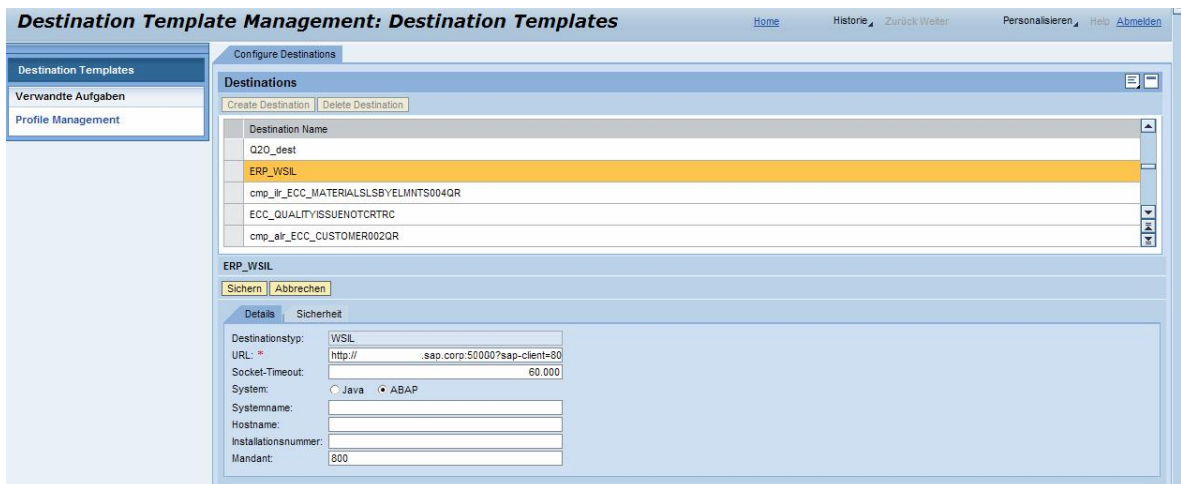 Destination Template Management: Destination Templates
Home Historie Zurück Weiter Personalisieren Help Abmelden
Destination Templates
Verwandte Aufgaben
Profile Management
Configure Destinations
Destinations
Create Destination Delete Destination
Destination Name
Q2O_dest
ERP_WSIL
cmp_ilr_ECC_MATERIALSLSBYELMNTS004QR
ECC_QUALITYISSUENOTCRTRC
cmp_alr_ECC_CUSTOMER002QR
ERP_WSIL
Sichern Abbrechen
Details Sicherheit
Destinationstyp: WSIL
URL: * http:// .sap.corp:50000?sap-client=80
Socket-Timeout: 60.000
System: Java ABAP
Systemname:
Hostname:
Installationsnummer:
Mandant: 800